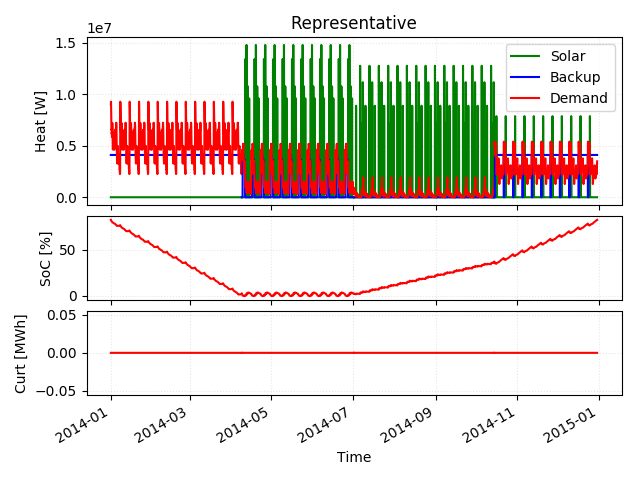 Representative
1e7
1.5
1.0
0.5
0.0
Heat [W]
Solar
Backup
Demand
50
0
SoC [%]
0.05
0.00
−0.05
Curt [MWh]
2014-01
2014-03
2014-05
2014-07
2014-09
2014-11
2015-01
Time